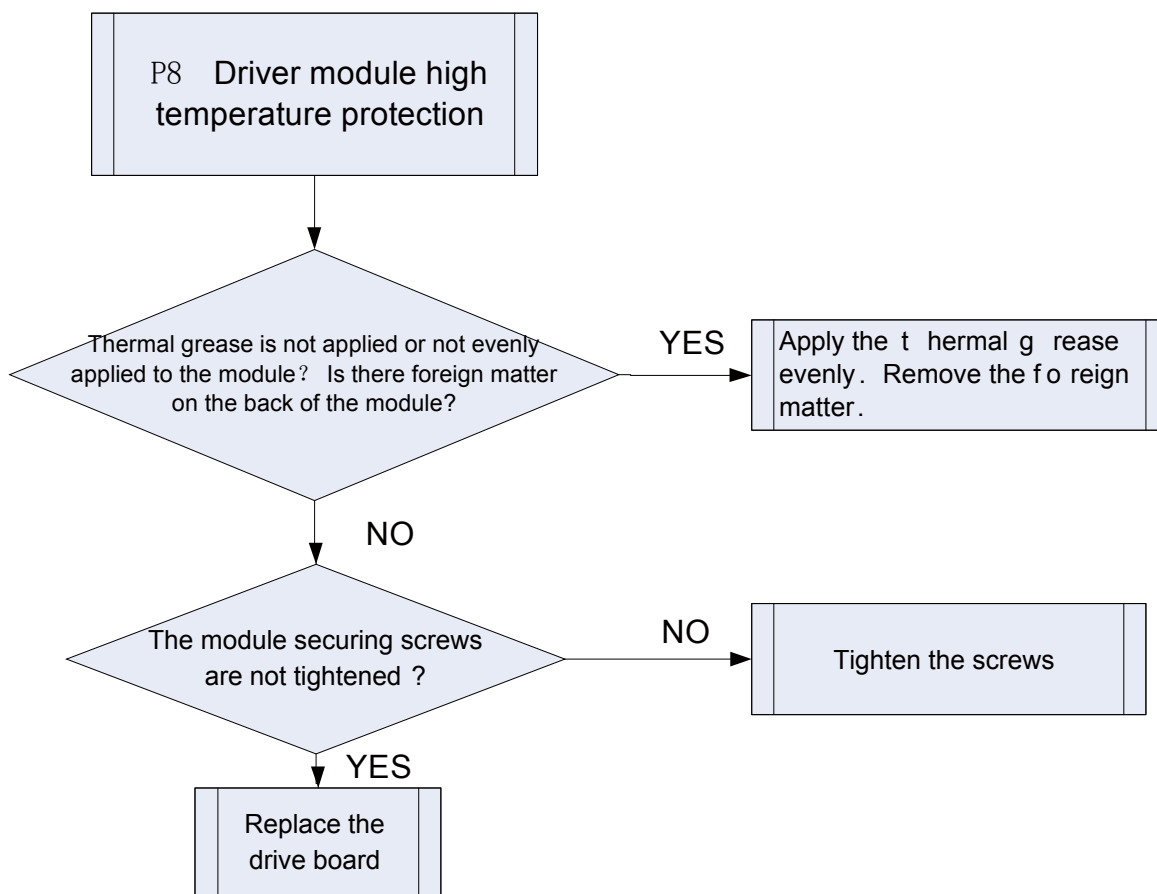 P8 Driver module high
temperature protection
Thermal grease is not applied or not evenly
applied to the module? Is there foreign matter
on the back of the module?
YES
Apply the t hermal g rease
evenly. Remove the f o reign
matter.
NO
The module securing screws
are not tightened ?
NO
Tighten the screws
YES
Replace the
drive board